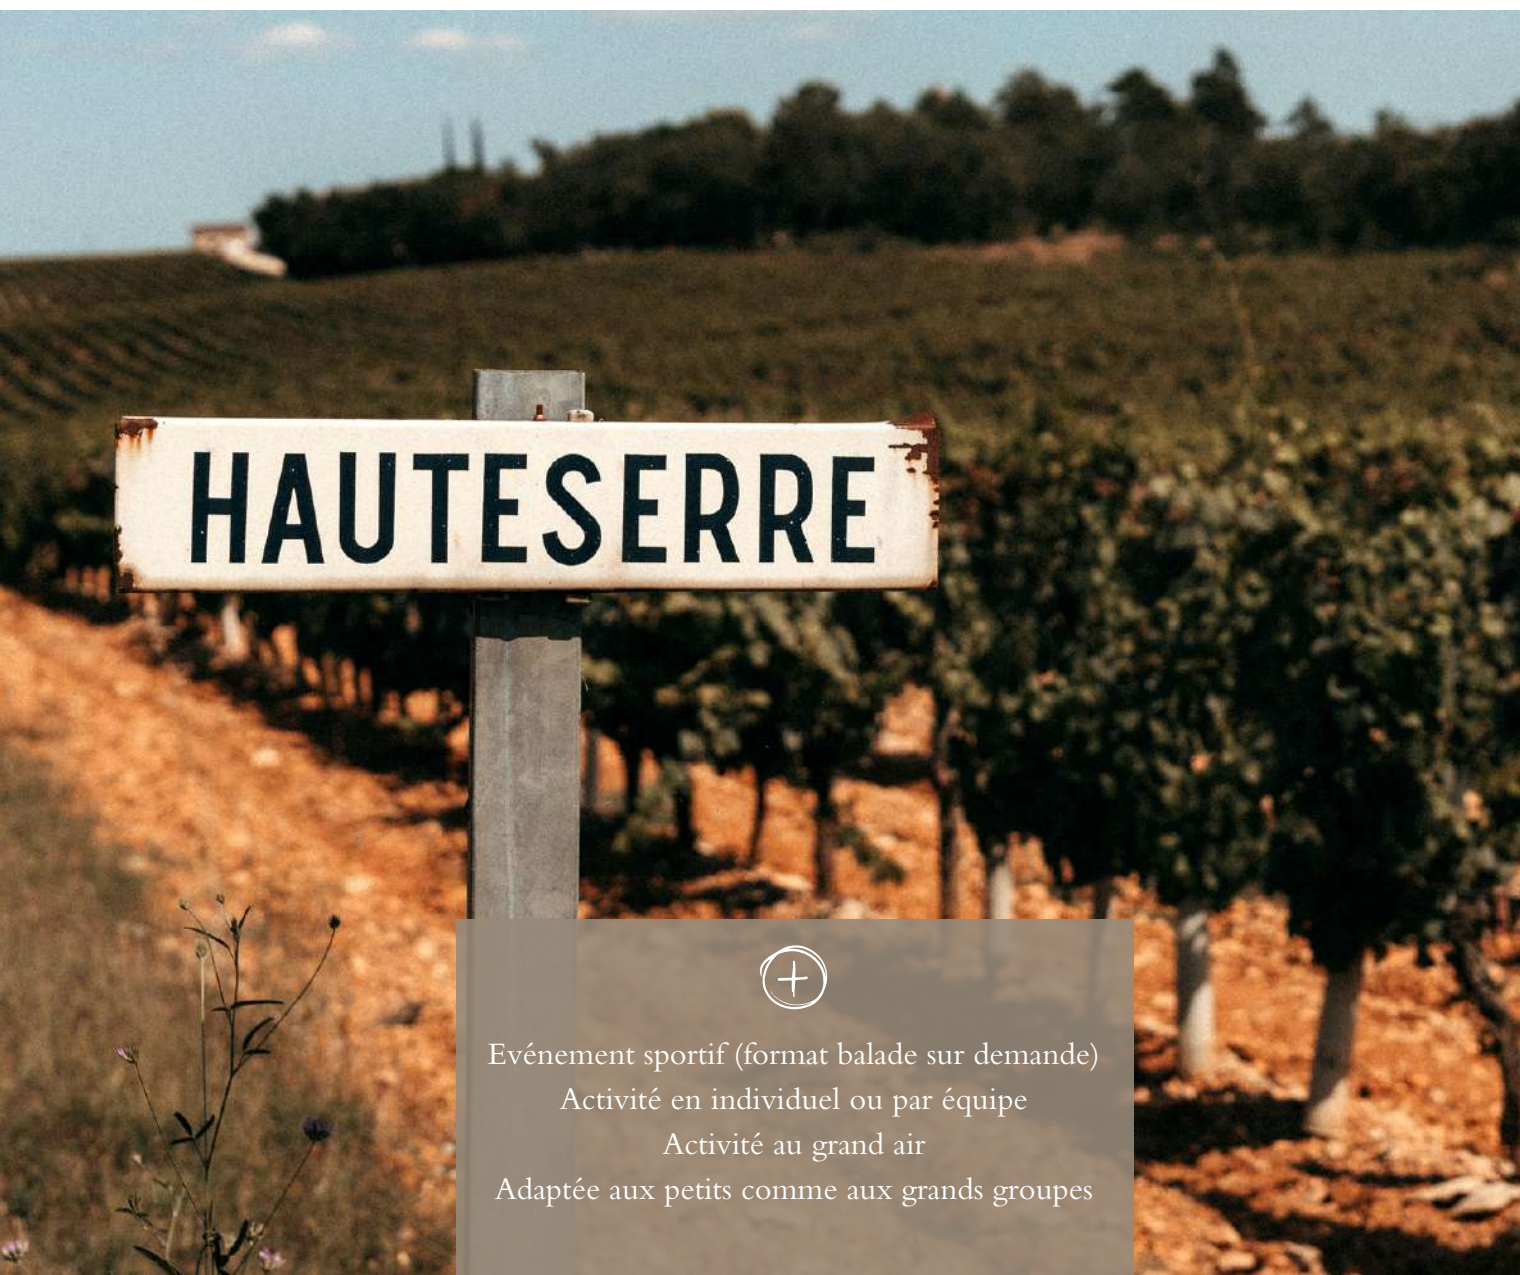 HAUTESERRE
Evénement sportif (format balade sur demande)
Activité en individuel ou par équipe
Activité au grand air
Adaptée aux petits comme aux grands groupes